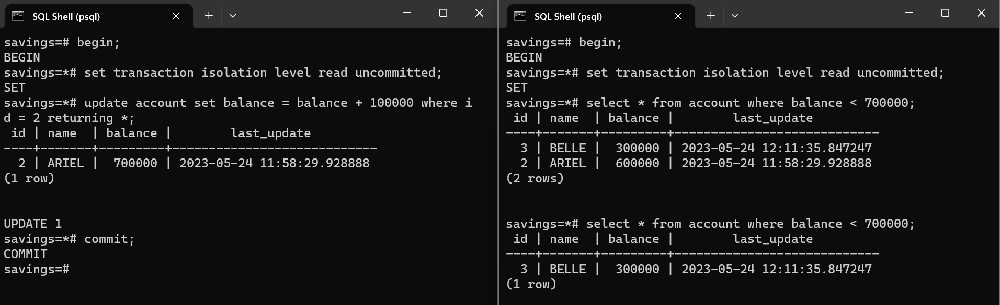 SQL Shell (psql)
savings=# begin;
BEGIN
savings=*# set transaction isolation level read uncommitted;
SET
savings=*# update account set balance = balance + 100000 where i
d = 2 returning *;
 id | name  | balance |        last_update
----+-------+---------+----------------------------
  2 | ARIEL |  700000 | 2023-05-24 11:58:29.928888
(1 row)
UPDATE 1
savings=*# commit;
COMMIT
savings=#
SQL Shell (psql)
savings=# begin;
BEGIN
savings=*# set transaction isolation level read uncommitted;
SET
savings=*# select * from account where balance < 700000;
 id | name  | balance |        last_update
----+-------+---------+----------------------------
  3 | BELLE |  300000 | 2023-05-24 12:11:35.847247
  2 | ARIEL |  600000 | 2023-05-24 11:58:29.928888
(2 rows)
savings=*# select * from account where balance < 700000;
 id | name  | balance |        last_update
----+-------+---------+----------------------------
  3 | BELLE |  300000 | 2023-05-24 12:11:35.847247
(1 row)